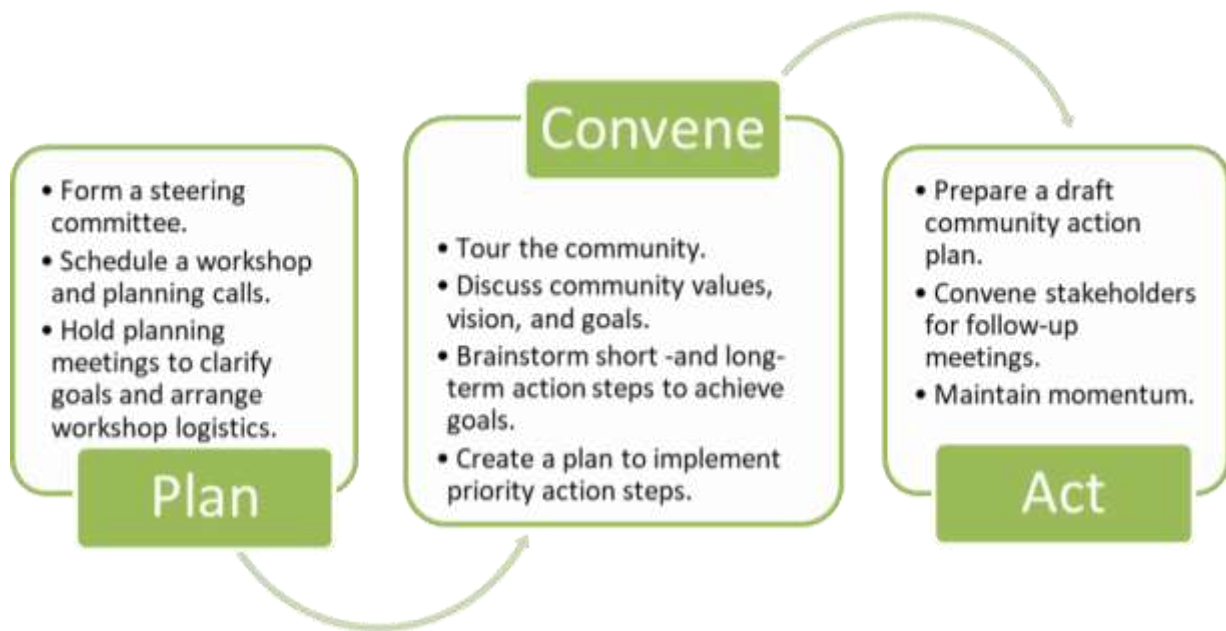 • Form a steering
committee.
• Schedule a workshop
and planning calls.
• Hold planning
meetings to clarify
goals and arrange
workshop logistics.
Plan
Convene
• Tour the community.
• Discuss community values,
vision, and goals.
• Brainstorm short -and long-
term action steps to achieve
goals.
• Create a plan to implement
priority action steps.
• Prepare a draft
community action
plan.
• Convene stakeholders
for follow-up
meetings.
• Maintain momentum.
Act